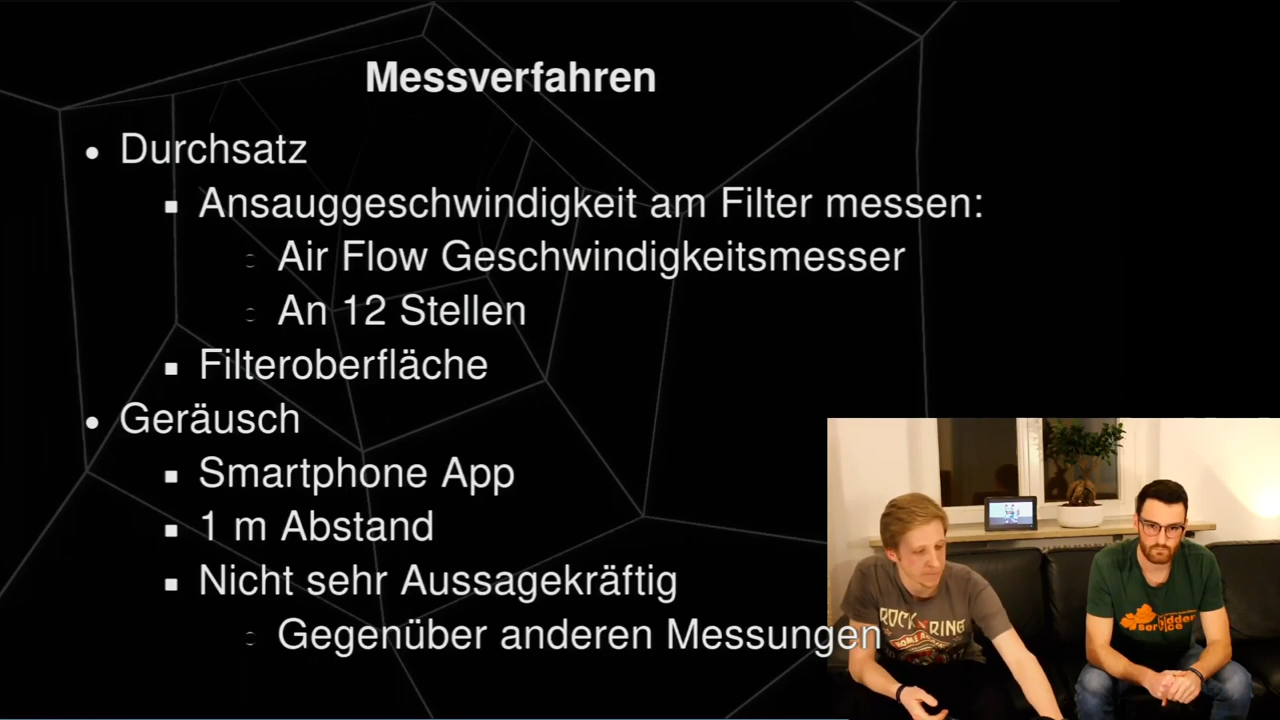 Messverfahren
• Durchsatz
▪ Ansauggeschwindigkeit am Filter messen:
○ Air Flow Geschwindigkeitsmesser
○ An 12 Stellen
▪ Filteroberfläche
• Geräusch
▪ Smartphone App
▪ 1 m Abstand
▪ Nicht sehr Aussagekräftig
○ Gegenüber anderen Messungen
ROCK RING
hidden
service